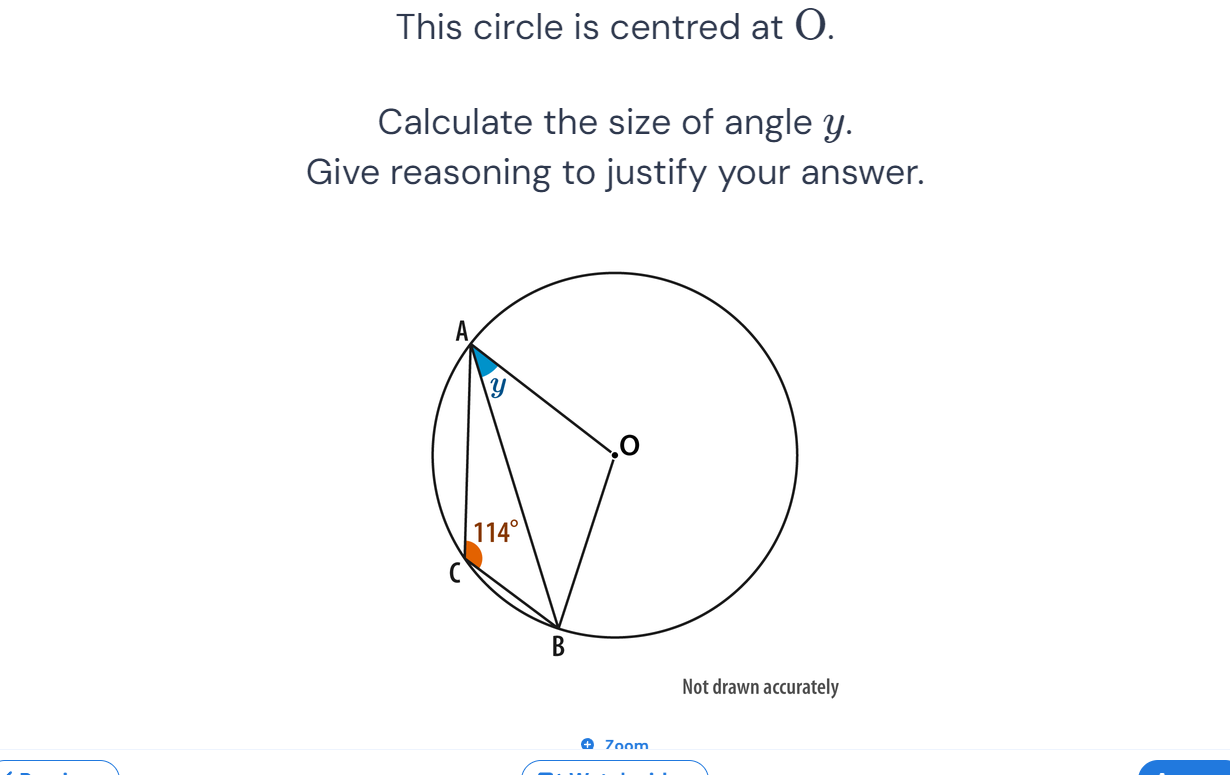 This circle is centred at O.
Calculate the size of angle y.
Give reasoning to justify your answer.
A
y
O
114°
C
B
Not drawn accurately
Zoom